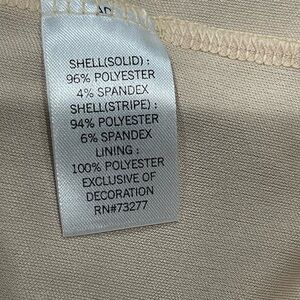 SHELL(SOLID) :
96% POLYESTER
4% SPANDEX
SHELL(STRIPE) :
94% POLYESTER
6% SPANDEX
LINING :
100% POLYESTER
EXCLUSIVE OF
DECORATION
RN#73277